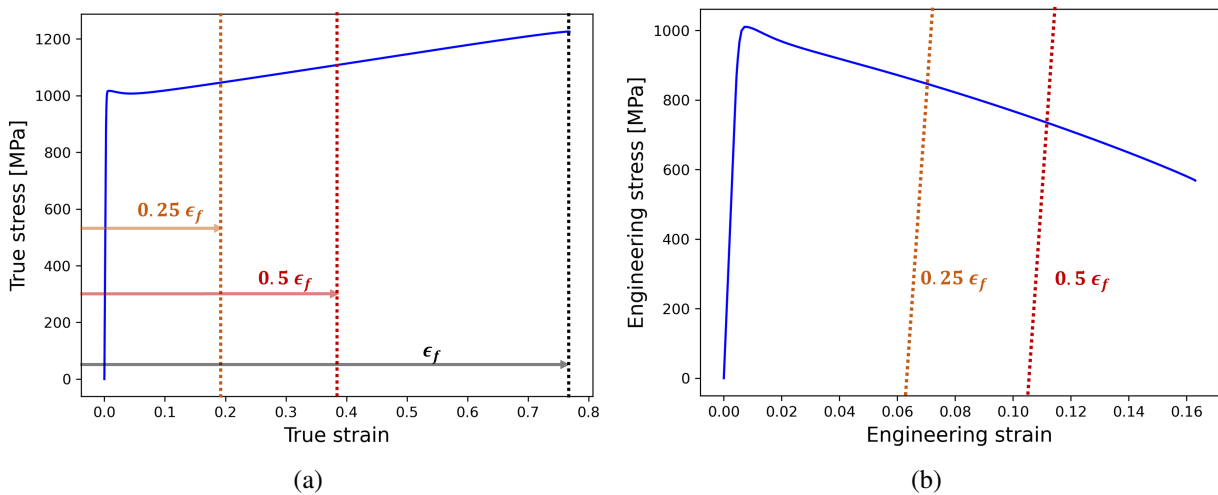 1200
1000
800
600
400
200
0
True stress [MPa]
0.25 ϵf
0.5 ϵf
ϵf
0.0 0.1 0.2 0.3 0.4 0.5 0.6 0.7 0.8
True strain
(a)
1000
800
600
400
200
0
Engineering stress [MPa]
0.25 ϵf
0.5 ϵf
0.00 0.02 0.04 0.06 0.08 0.10 0.12 0.14 0.16
Engineering strain
(b)